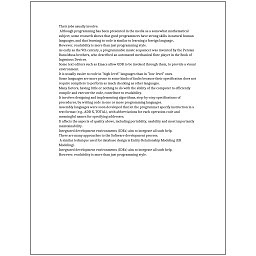 Their jobs usually involve:
Although programming has been presented in the media as a somewhat mathematical
subject, some research shows that good programmers have strong skills in natural human
languages, and that learning to code is similar to learning a foreign language.
However, readability is more than just programming style.
As early as the 9th century, a programmable music sequencer was invented by the Persian
Banu Musa brothers, who described an automated mechanical flute player in the Book of
Ingenious Devices.
Some text editors such as Emacs allow GDB to be invoked through them, to provide a visual
environment.
It is usually easier to code in "high-level" languages than in "low-level" ones.
Some languages are more prone to some kinds of faults because their specification does not
require compilers to perform as much checking as other languages.
Many factors, having little or nothing to do with the ability of the computer to efficiently
compile and execute the code, contribute to readability.
It involves designing and implementing algorithms, step-by-step specifications of
procedures, by writing code in one or more programming languages.
Assembly languages were soon developed that let the programmer specify instruction in a
text format (e.g., ADD X, TOTAL), with abbreviations for each operation code and
meaningful names for specifying addresses.
It affects the aspects of quality above, including portability, usability and most importantly
maintainability.
Integrated development environments (IDEs) aim to integrate all such help.
There are many approaches to the Software development process.
A similar technique used for database design is Entity-Relationship Modeling (ER
Modeling).
Integrated development environments (IDEs) aim to integrate all such help.
However, readability is more than just programming style.